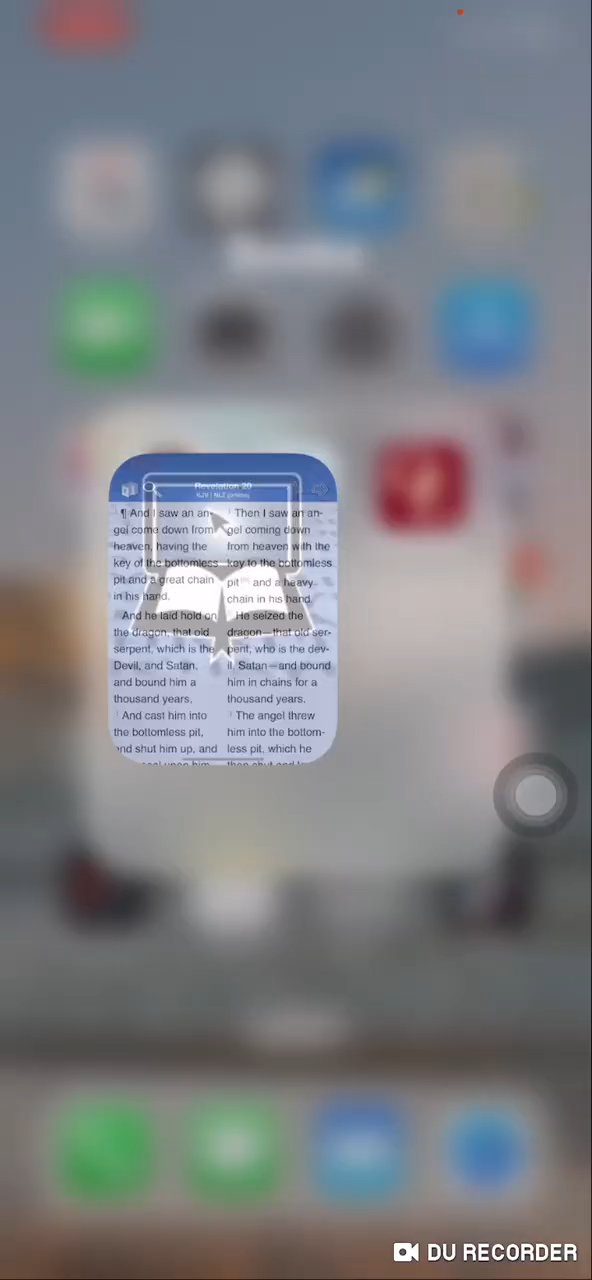 Revelation 20
¶ And I saw an an-
gel come down from
heaven, having the
key of the bottomless
pit and a great chain
in his hand.
And he laid hold on
the dragon, that old
serpent, which is the
Devil, and Satan,
and bound him a
thousand years,
And cast him into
the bottomless pit,
and shut him up, and
Then I saw an an-
gel coming down
from heaven with the
key to the bottomless
pit and a heavy
chain in his hand.
He seized the
dragon—that old ser-
pent, who is the dev-
il, Satan—and bound
him in chains for a
thousand years.
The angel threw
him into the bottom-
less pit, which he
DU RECORDER